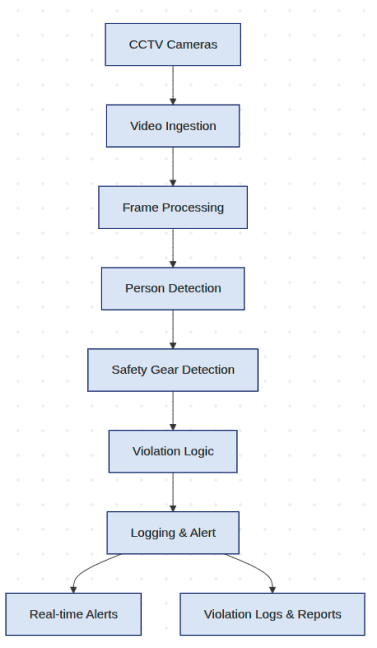 CCTV Cameras
Video Ingestion
Frame Processing
Person Detection
Safety Gear Detection
Violation Logic
Logging & Alert
Real-time Alerts
Violation Logs & Reports